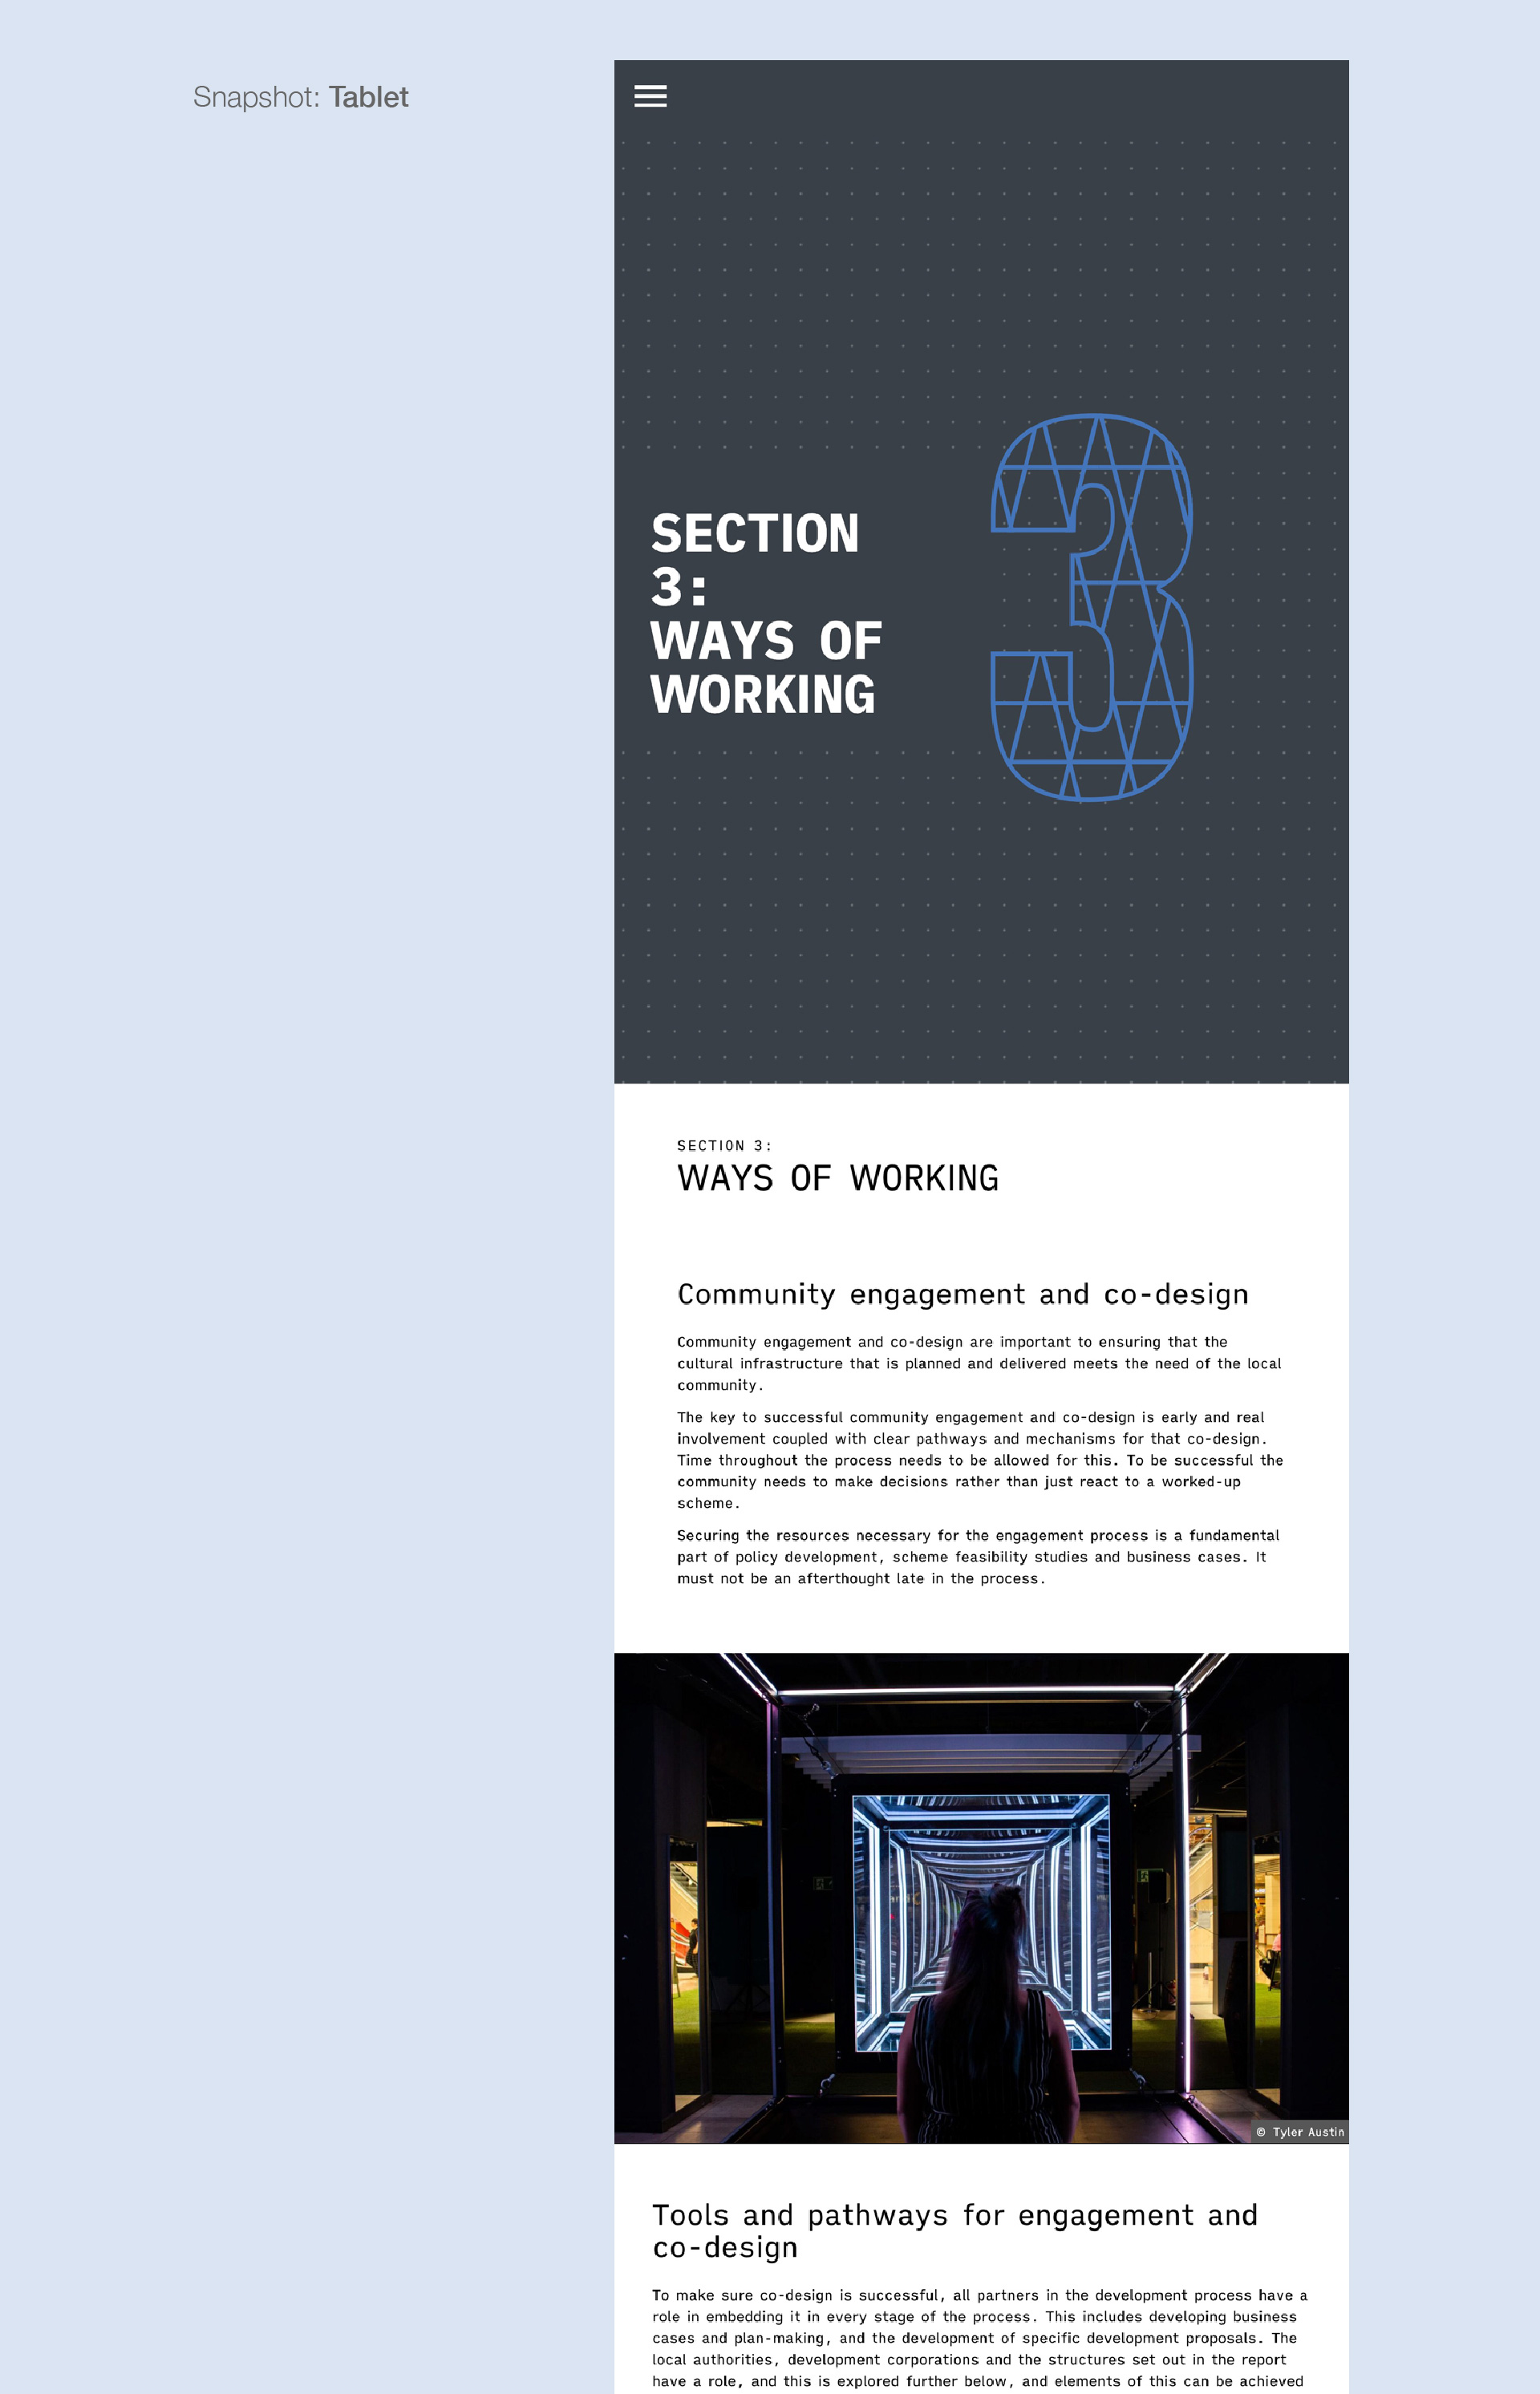 Snapshot: Tablet
SECTION
3:
WAYS OF
WORKING
3
SECTION 3:
WAYS OF WORKING
Community engagement and co-design
Community engagement and co-design are important to ensuring that the
cultural infrastructure that is planned and delivered meets the need of the local
community.
The key to successful community engagement and co-design is early and real
involvement coupled with clear pathways and mechanisms for that co-design.
Time throughout the process needs to be allowed for this. To be successful the
community needs to make decisions rather than just react to a worked-up
scheme.
Securing the resources necessary for the engagement process is a fundamental
part of policy development, scheme feasibility studies and business cases. It
must not be an afterthought late in the process.
© Tyler Austin
Tools and pathways for engagement and
co-design
To make sure co-design is successful, all partners in the development process have a
role in embedding it in every stage of the process. This includes developing business
cases and plan-making, and the development of specific development proposals. The
local authorities, development corporations and the structures set out in the report
have a role, and this is explored further below, and elements of this can be achieved